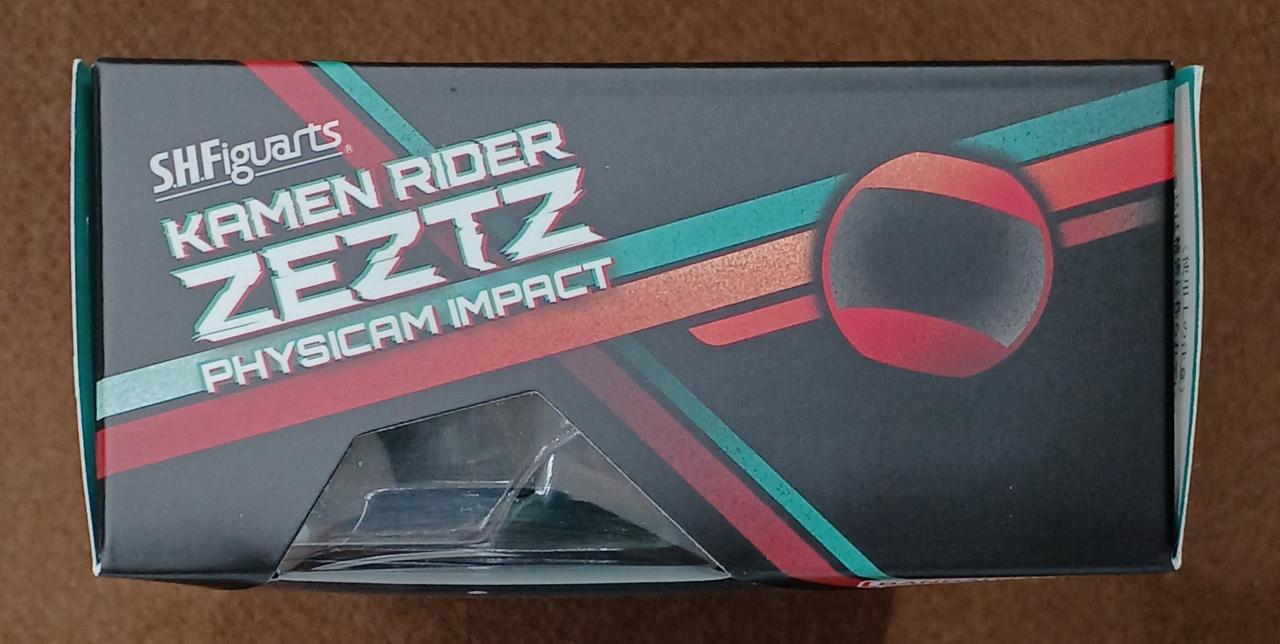 S.H.Figuarts®
KAMEN RIDER
ZEZTZ
PHYSICAM IMPACT